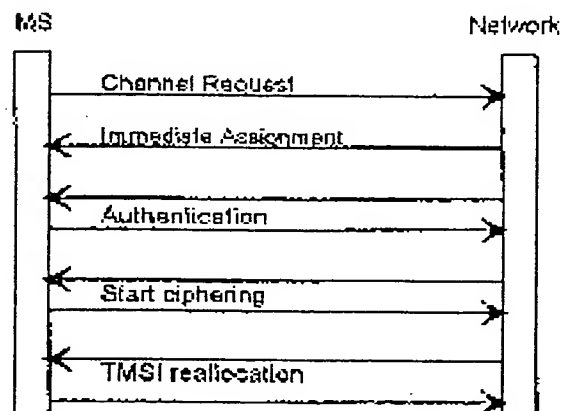 MS
Network
Channel Request
Immediate Assignment
Authentication
Start ciphering
TMSI reallocation